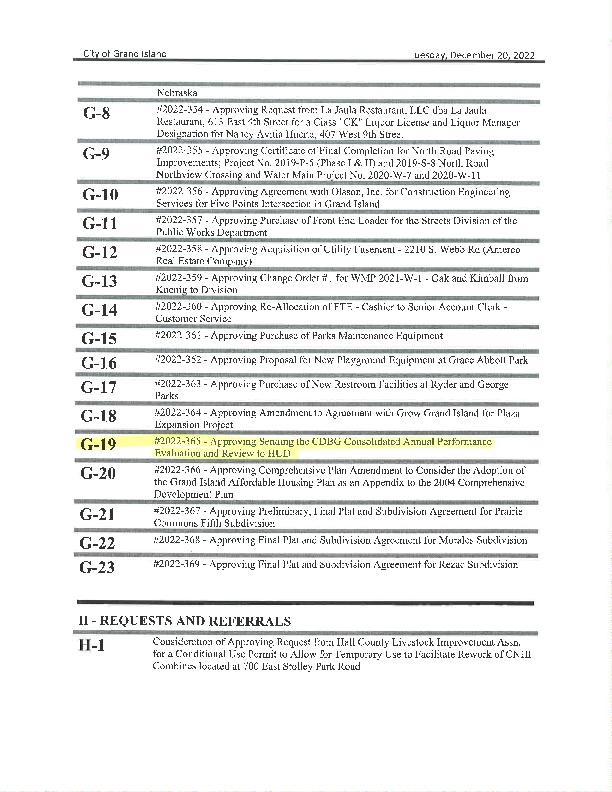 City of Grand Island Tuesday, December 20, 2022
Nebraska
G-8 #2022-354 - Approving Request from La Jaula Restaurant, LLC dba La Jaula
Restaurant, 613 East 4th Street for a Class "CK" Liquor License and Liquor Manager
Designation for Nancy Huerta, 407 West 9th Street
G-9 #2022-355 - Approving Certificate of Final Completion for North Road Paving
Improvements; Project No. 2019-P-6 (Phase I & II) and 2019-S-8 North Road
Northview Crossing and Water Main Project No. 2020-W-7 and 2020-W-11
G-10 #2022-356 - Approving Agreement with Olsson, Inc. for Construction Engineering
Services for Five Points Intersection in Grand Island
G-11 #2022-357 - Approving Purchase of Front End Loader for the Streets Division of the
Public Works Department
G-12 #2022-358 - Approving Acquisition of Utility Easement - 2210 S. Webb Rd (Amerco
Real Estate Company)
G-13 #2022-359 - Approving Change Order #1 for WMP 2021-W-1 - Oak and Kimball from
Koenig to Division
G-14 #2022-360 - Approving Re-Allocation of FTE - Cashier to Senior Account Clerk -
Customer Service
G-15 #2022-361 - Approving Purchase of Parks Maintenance Equipment
G-16 #2022-362 - Approving Proposal for New Playground Equipment at Grace Abbott Park
G-17 #2022-363 - Approving Purchase of New Restroom Facilities at Ryder and George
Parks
G-18 #2022-364 - Approving Amendment to Agreement with Grow Grand Island for Plaza
Expansion Project
G-19 #2022-365 - Approving Sending the CDBG Consolidated Annual Performance
Evaluation and Review to HUD
G-20 #2022-366 - Approving Comprehensive Plan Amendment to Consider the Adoption of
the Grand Island Affordable Housing Plan as an Appendix to the 2004 Comprehensive
Development Plan
G-21 #2022-367 - Approving Preliminary, Final Plat and Subdivision Agreement for Prairie
Commons Fifth Subdivision
G-22 #2022-368 - Approving Final Plat and Subdivision Agreement for Morales Subdivision
G-23 #2022-369 - Approving Final Plat and Subdivision Agreement for Rezac Subdivision
H - REQUESTS AND REFERRALS
H-1 Consideration of Approving Request from Hall County Livestock Improvement Assn.
for a Conditional Use Permit to Allow for Temporary Use to Facilitate Rework of CNH
Combines located at 700 East Stolley Park Road